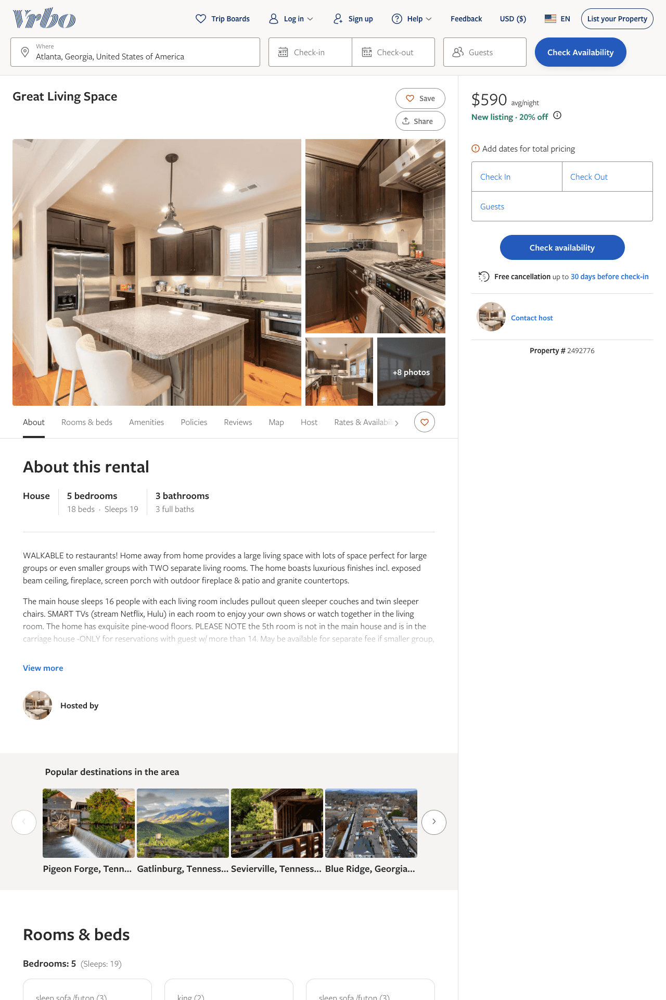 Vrbo
Trip Boards
Log in
Sign up
Help
Feedback
USD ($)
EN
List your Property
Where
Atlanta, Georgia, United States of America
Check-in
Check-out
Guests
Check Availability
Great Living Space
Save
Share
$590 avg/night
New listing · 20% off
Add dates for total pricing
Check In
Check Out
Guests
Check availability
Free cancellation up to 30 days before check-in
Contact host
Property # 2492776
+8 photos
About
Rooms & beds
Amenities
Policies
Reviews
Map
Host
Rates & Availabili
About this rental
House
5 bedrooms
18 beds · Sleeps 19
3 bathrooms
3 full baths
WALKABLE to restaurants! Home away from home provides a large living space with lots of space perfect for large
groups or even smaller groups with TWO separate living rooms. The home boasts luxurious finishes incl. exposed
beam ceiling, fireplace, screen porch with outdoor fireplace & patio and granite countertops.
The main house sleeps 16 people with each living room includes pullout queen sleeper couches and twin sleeper
chairs. SMART TVs (stream Netflix, Hulu) in each room to enjoy your own shows or watch together in the living
room. The home has exquisite pine-wood floors. PLEASE NOTE the 5th room is not in the main house and is in the
carriage house -ONLY for reservations with guest w/ more than 14. May be available for separate fee if smaller group,
View more
Hosted by
Popular destinations in the area
Pigeon Forge, Tenn...
Gatlinburg, Tenness...
Sevierville, Tenness...
Blue Ridge, Georgia...
Rooms & beds
Bedrooms: 5 (Sleeps: 19)
sleep sofa /futon (3)
king (2)
sleep sofa /futon (3)